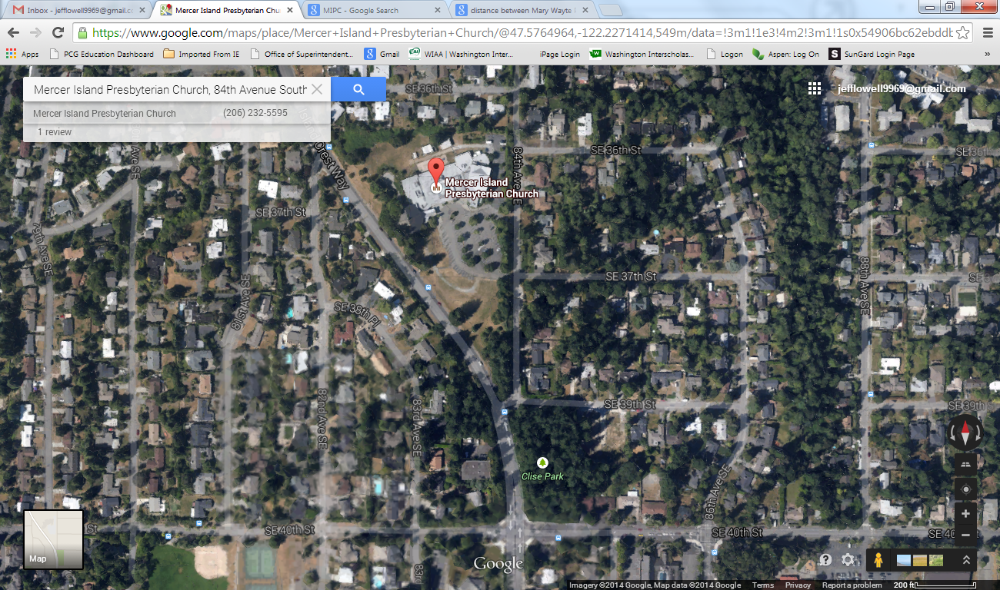 Inbox - jefflowell9969@gmail.c
Mercer Island Presbyterian Chu
MIPC - Google Search
distance between Mary Wayte
https://www.google.com/maps/place/Mercer+Island+Presbyterian+Church/@47.5764964,-122.2271414,549m/data=!3m1!1e3!4m2!3m1!1s0x54906bc62ebddb
Apps
PCG Education Dashboard
Imported From IE
Office of Superintendent...
Gmail
WIAA | Washington Inter...
iPage Login
Washington Interscholas...
Logon
Aspen: Log On
SunGard Login Page
»
Mercer Island Presbyterian Church, 84th Avenue South
Mercer Island Presbyterian Church
(206) 232-5595
1 review
jefflowell9969@gmail.com
SE 36th St
SE 36th St
SE 36th
84th Ave SE
Crest Way
Ave SE
Mercer Island
Presbyterian Church
SE 37th St
79th Ave SE
SE 37th St
SE 3
88th Ave SE
81st Ave SE
SE 38th Pl
82nd Ave SE
83rd Ave SE
SE 39th St
SE 39th
Clise Park
86th Ave SE
St
SE 40th St
SE 40th St
SE 40
St
83rd
Map
Google
Imagery ©2014 Google, Map data ©2014 Google
Terms
Privacy
Report a problem
200 ft